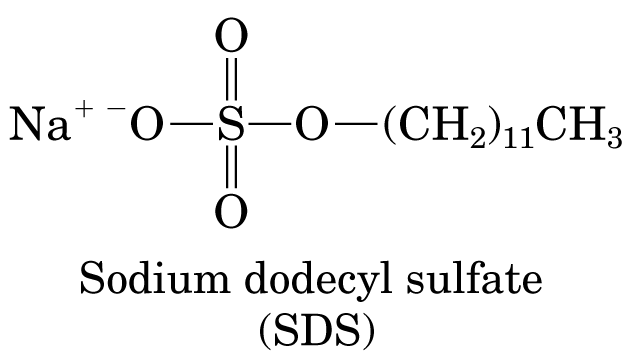 O
Na⁺ ⁻O—S—O—(CH₂)₁₁CH₃
O
Sodium dodecyl sulfate
(SDS)